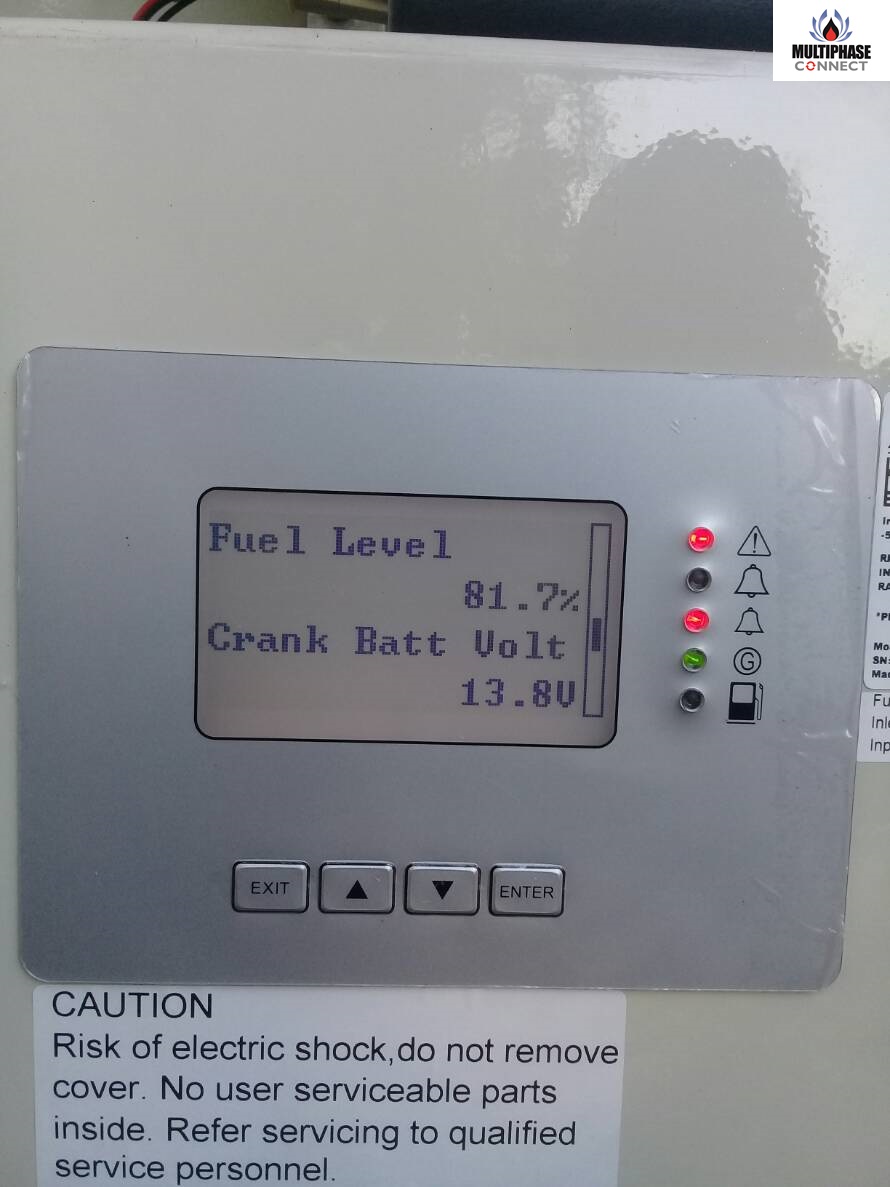 MULTIPHASE
CONNECT
Fuel Level
81.7%
Crank Batt Volt
13.8V
G
EXIT ▲ ▼ ENTER
CAUTION
Risk of electric shock,do not remove
cover. No user serviceable parts
inside. Refer servicing to qualified
service personnel.